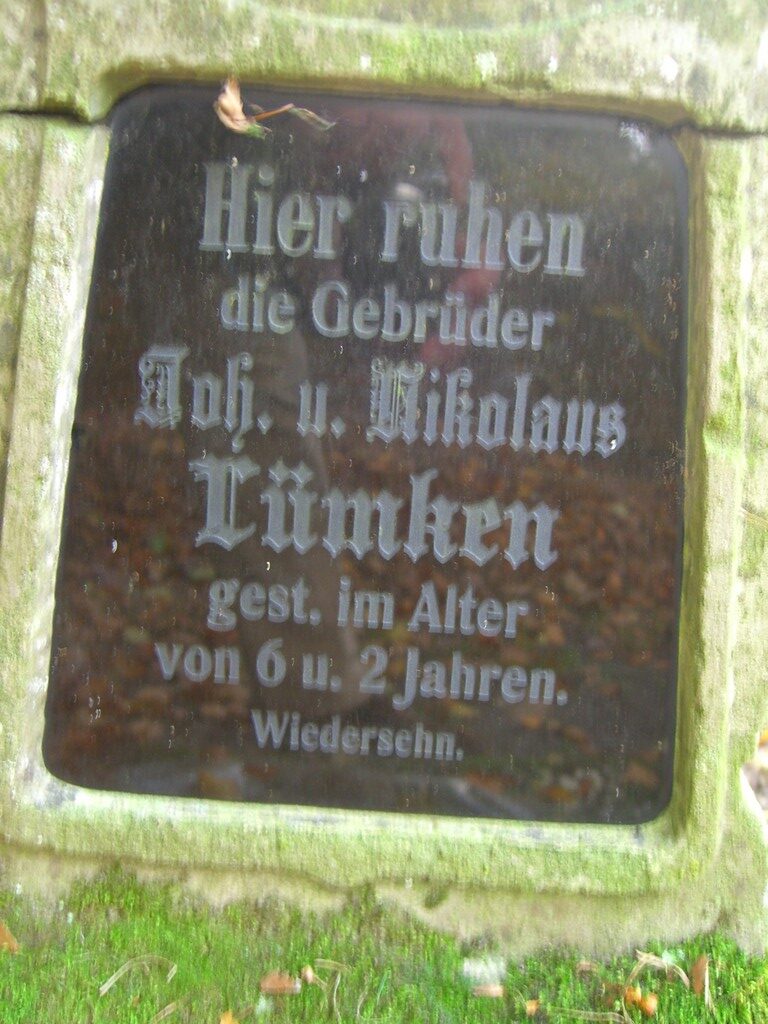 Hier ruhen
die Gebrüder
Joh. u. Nikolaus
Lümken
gest. im Alter
von 6 u. 2 Jahren.
Wiedersehn.